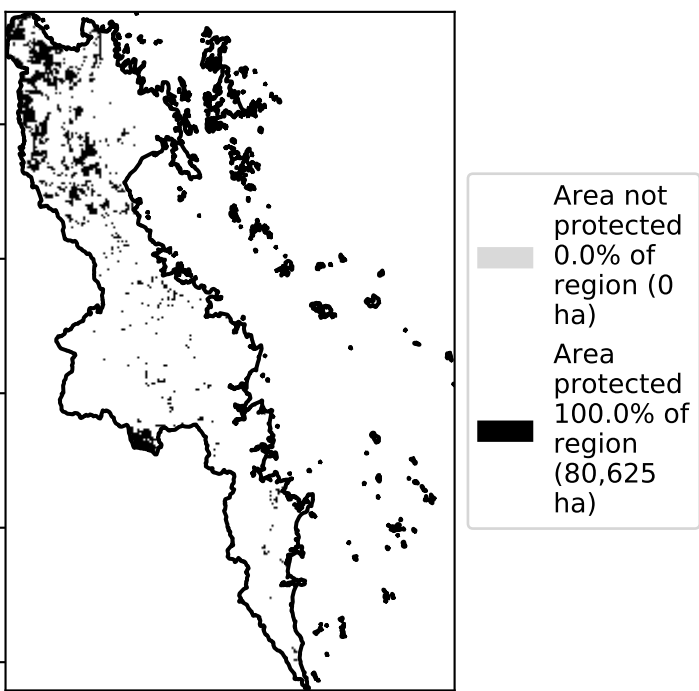 Area not
protected
0.0% of
region (0
ha)
Area
protected
100.0% of
region
(80,625
ha)